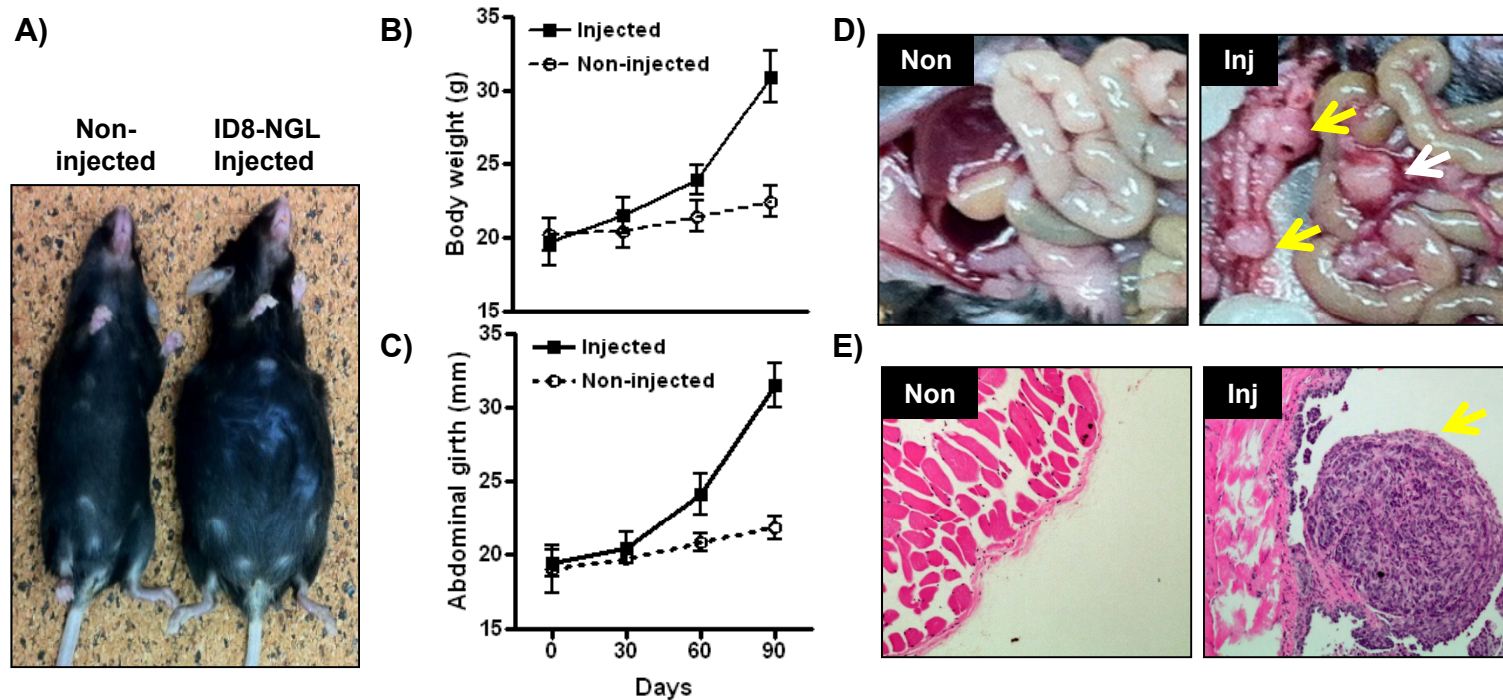 A)
Non-
injected
ID8-NGL
Injected
B)
35
30
25
20
15
Body weight (g)
Injected
Non-injected
C)
35
30
25
20
15
Abdominal girth (mm)
Injected
Non-injected
0
30
60
90
Days
D)
Non
Inj
E)
Non
Inj